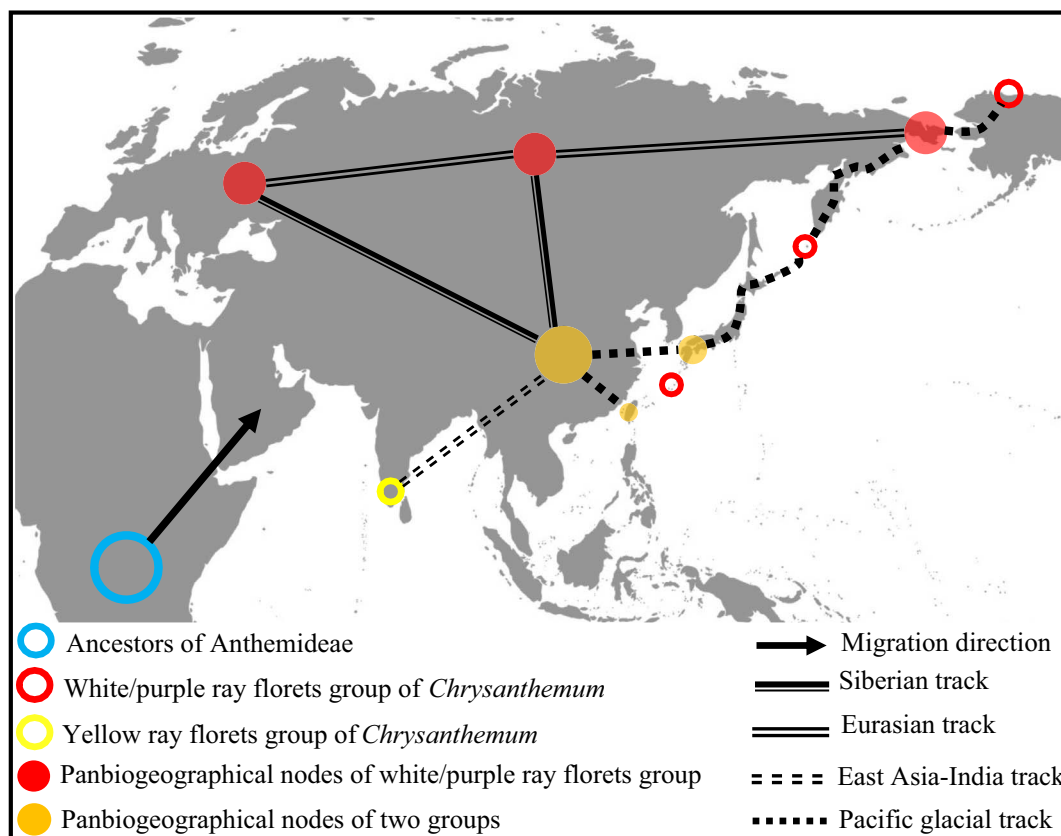 Ancestors of Anthemideae
White/purple ray florets group of Chrysanthemum
Yellow ray florets group of Chrysanthemum
Panbiogeographical nodes of white/purple ray florets group
Panbiogeographical nodes of two groups
Migration direction
Siberian track
Eurasian track
East Asia-India track
Pacific glacial track